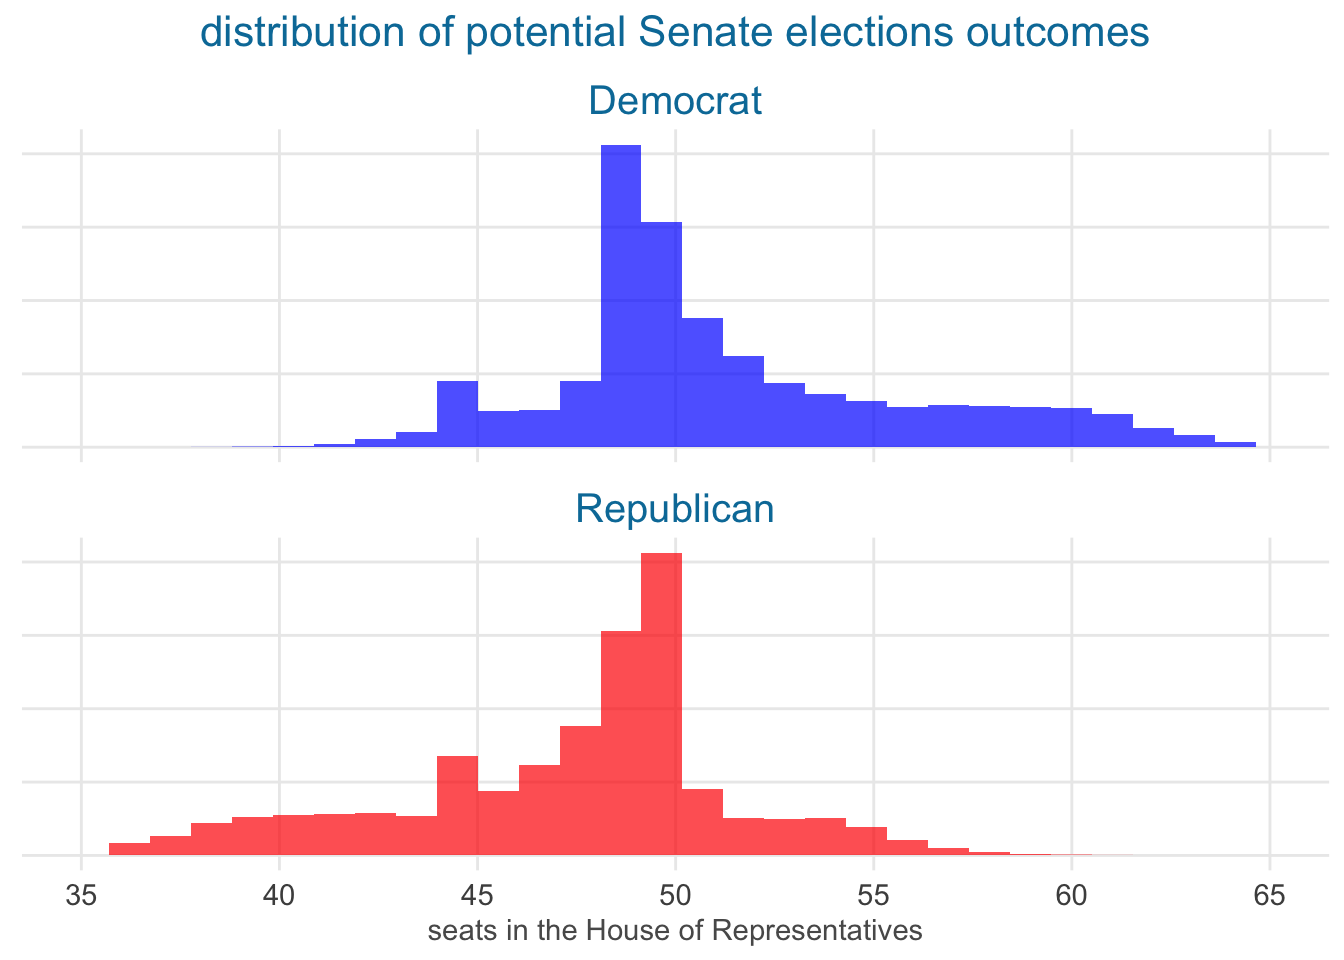 distribution of potential Senate elections outcomes
Democrat
Republican
35 40 45 50 55 60 65
seats in the House of Representatives